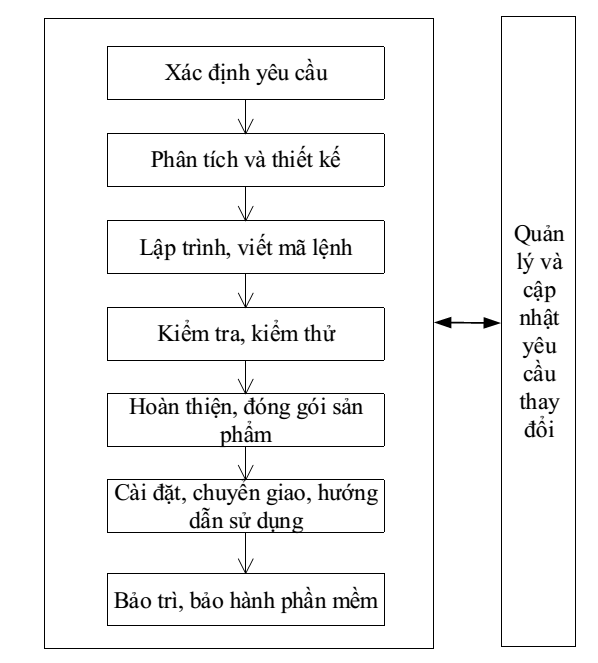 Xác định yêu cầu
Phân tích và thiết kế
Lập trình, viết mã lệnh
Kiểm tra, kiểm thử
Hoàn thiện, đóng gói sản
phẩm
Cài đặt, chuyển giao, hướng
dẫn sử dụng
Bảo trì, bảo hành phần mềm
Quản
lý và
cập
nhật
yêu
cầu
thay
đổi